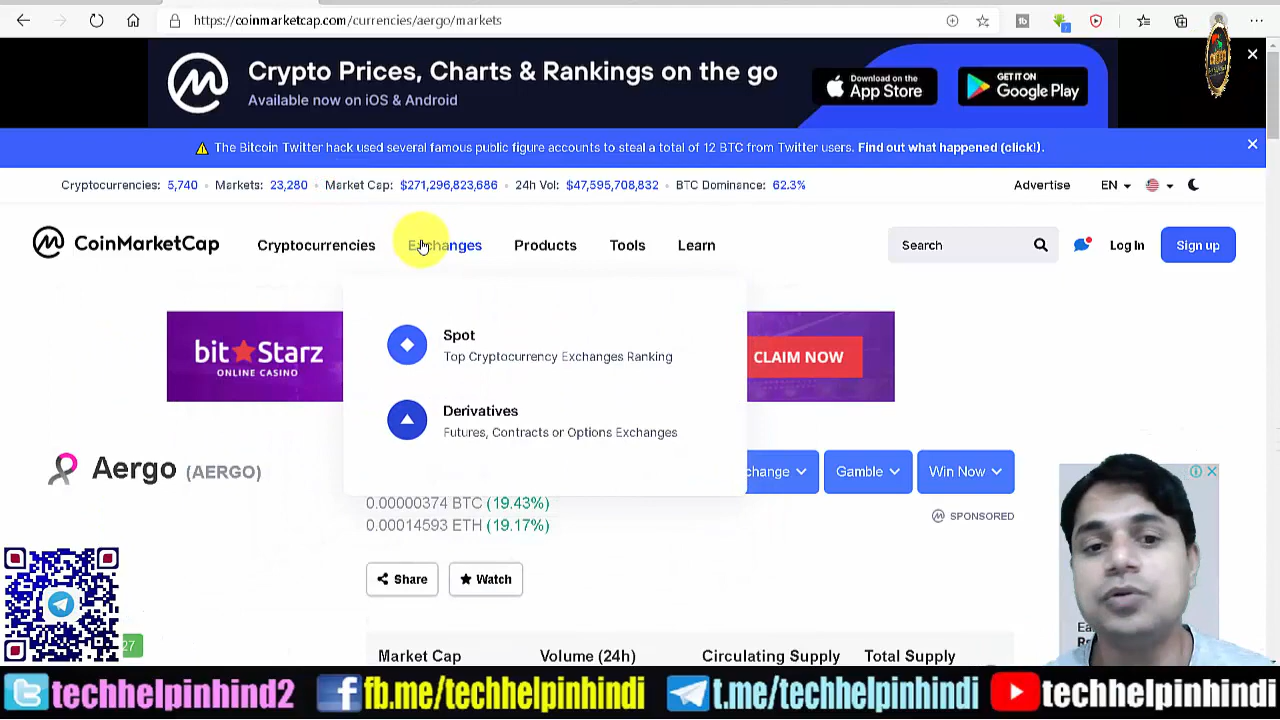 https://coinmarketcap.com/currencies/aergo/markets
Crypto Prices, Charts & Rankings on the go
Available now on iOS & Android
Download on the
App Store
GET IT ON
Google Play
The Bitcoin Twitter hack used several famous public figure accounts to steal a total of 12 BTC from Twitter users. Find out what happened (click!).
Cryptocurrencies: 5,740 • Markets: 23,280 • Market Cap: $271,296,823,686 • 24h Vol: $47,595,708,832 • BTC Dominance: 62.3%
Advertise
EN
CoinMarketCap
Cryptocurrencies
Exchanges
Products
Tools
Learn
Search
Log In
Sign up
Spot
Top Cryptocurrency Exchanges Ranking
Derivatives
Futures, Contracts or Options Exchanges
bit Starz
ONLINE CASINO
CLAIM NOW
Aergo (AERGO)
Gamble
Win Now
0.00000374 BTC (19.43%)
0.00014593 ETH (19.17%)
SPONSORED
Share
Watch
27
Market Cap
Volume (24h)
Circulating Supply
Total Supply
techhelpinhind2
fb.me/techhelpinhindi
t.me/techhelpinhindi
techhelpinhindi